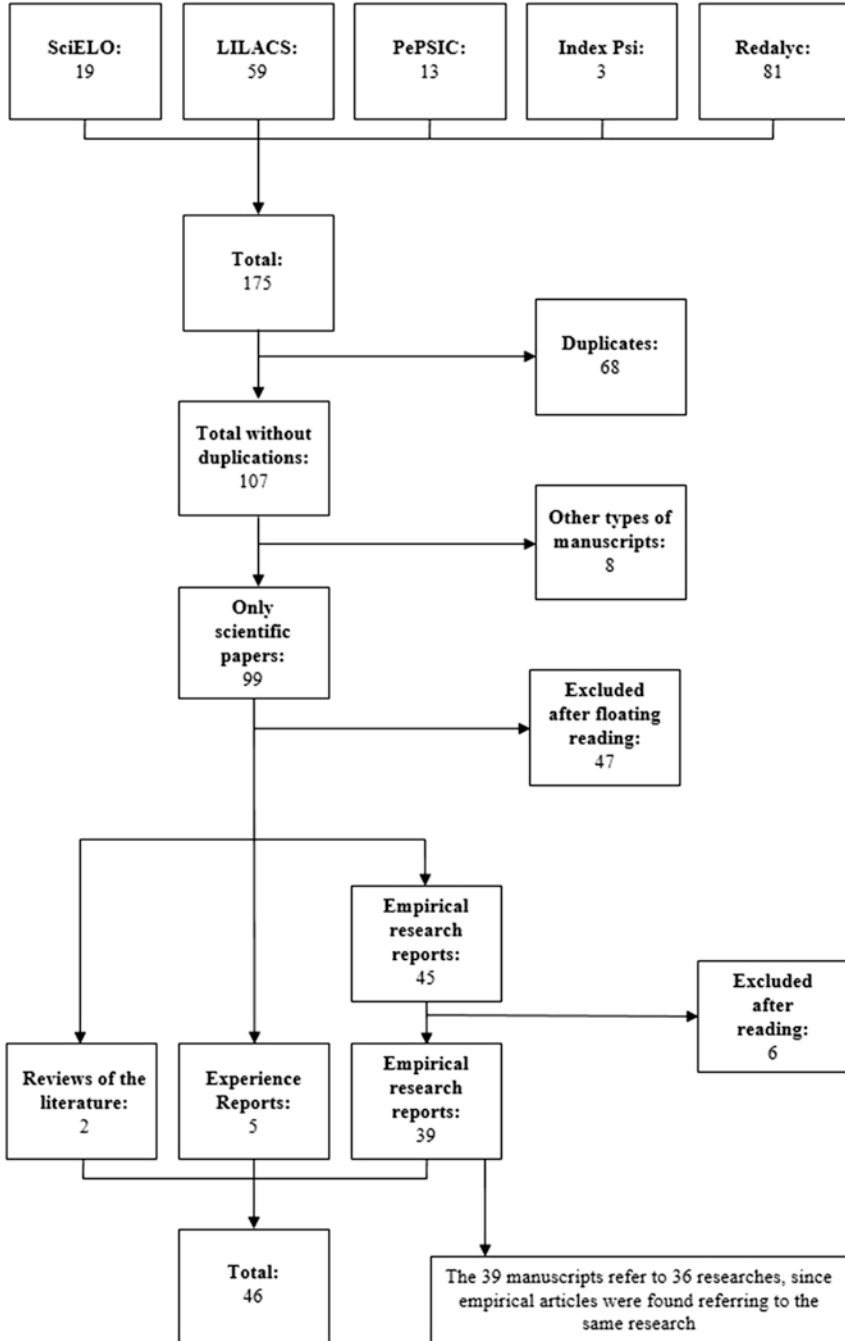 SciELO:
19
LILACS:
59
PePSIC:
13
Index Psi:
3
Redalyc:
81
Total:
175
Duplicates:
68
Total without
duplications:
107
Other types of
manuscripts:
8
Only
scientific
papers:
99
Excluded
after floating
reading:
47
Empirical
research
reports:
45
Excluded
after
reading:
6
Reviews of the
literature:
2
Experience
Reports:
5
Empirical
research
reports:
39
Total:
46
The 39 manuscripts refer to 36 researches, since
empirical articles were found referring to the
same research